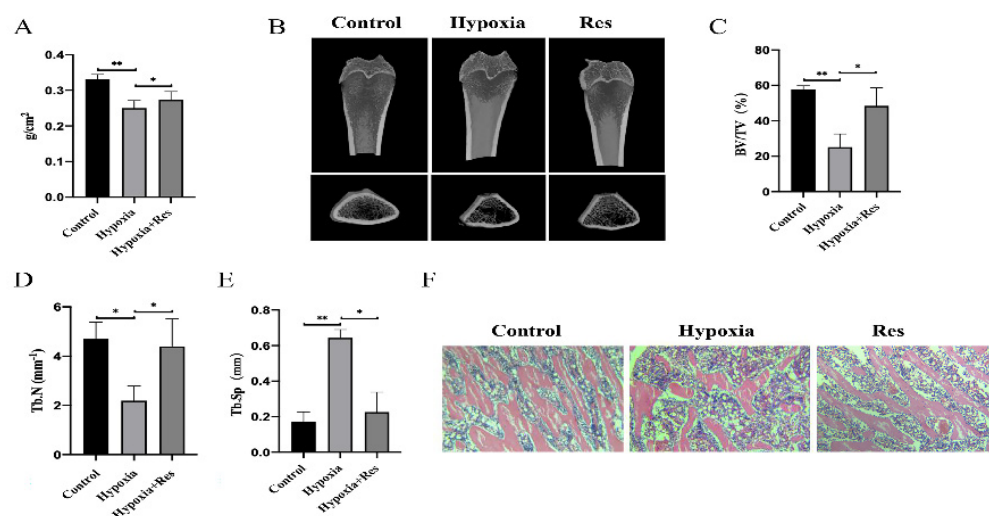 A
g/cm2
0.4
0.3
0.2
0.1
0.0
**
*
Control
Hypoxia
Hypoxia+Res
B
Control
Hypoxia
Res
C
BV/TV (%)
80
60
40
20
0
**
*
Control
Hypoxia
Hypoxia+Res
D
Tb.N (mm-1)
6
4
2
0
*
*
Control
Hypoxia
Hypoxia+Res
E
Tb.Sp (mm)
0.8
0.6
0.4
0.2
0.0
**
*
Control
Hypoxia
Hypoxia+Res
F
Control
Hypoxia
Res